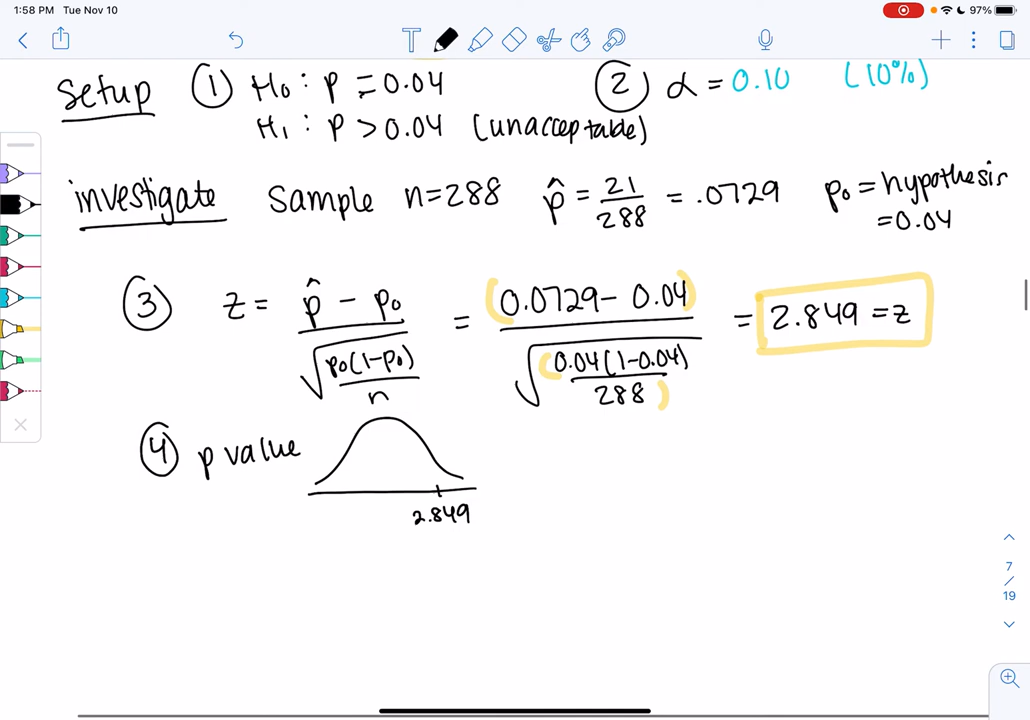 1:58 PM Tue Nov 10
97%
T
Setup ① H₀ : p = 0.04 ② α = 0.10 (10%)
H₁ : p > 0.04 (unacceptable)
investigate Sample n=288 p̂ = 21/288 = .0729 p₀ = hypothesis
= 0.04
③ z = (p̂ - p₀)/√(p₀(1-p₀)/n) = (0.0729 - 0.04)/√(0.04(1-0.04)/288) = 2.849 = z
④ p value
2.849
7
/
19